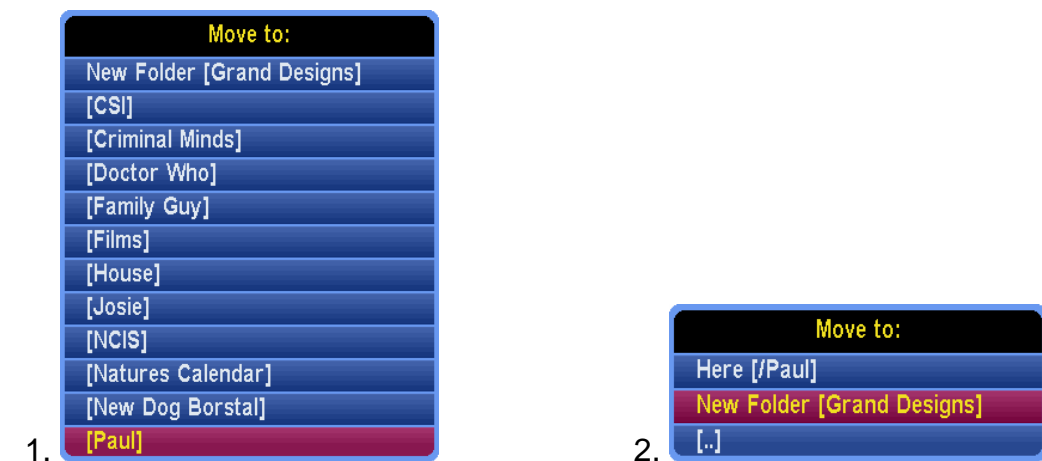 Move to:
New Folder [Grand Designs]
[CSI]
[Criminal Minds]
[Doctor Who]
[Family Guy]
[Films]
[House]
[Josie]
[NCIS]
[Natures Calendar]
[New Dog Borstal]
1. [Paul]
Move to:
Here [/Paul]
New Folder [Grand Designs]
2. [..]